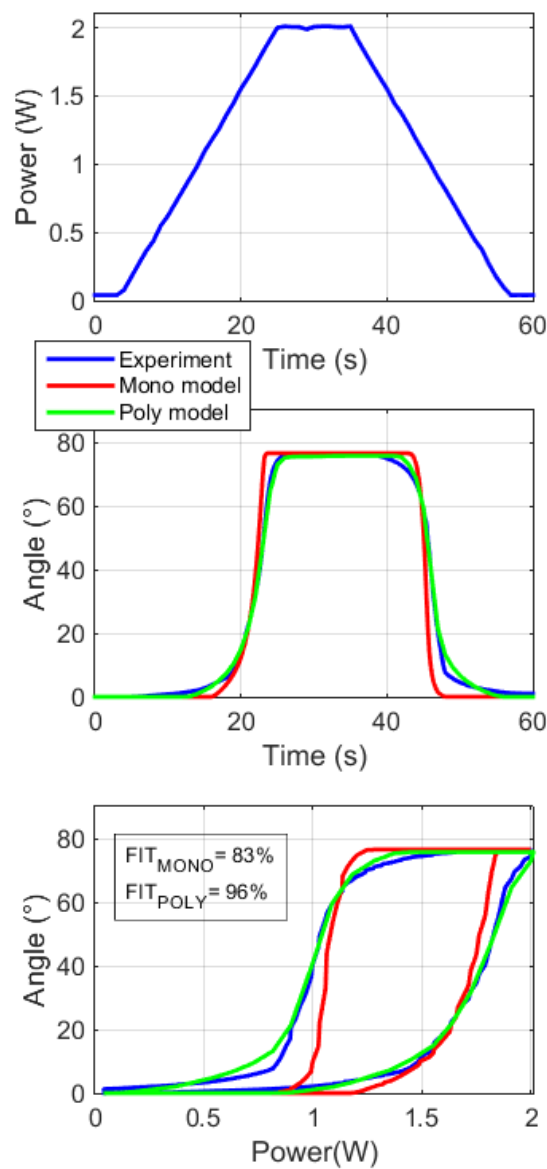 2
1.5
1
0.5
0
Power (W)
0 20 40 60
Time (s)
Experiment
Mono model
Poly model
80
60
40
20
0
Angle (°)
0 20 40 60
Time (s)
80
60
40
20
0
Angle (°)
FIT_MONO= 83%
FIT_POLY= 96%
0 0.5 1 1.5 2
Power(W)